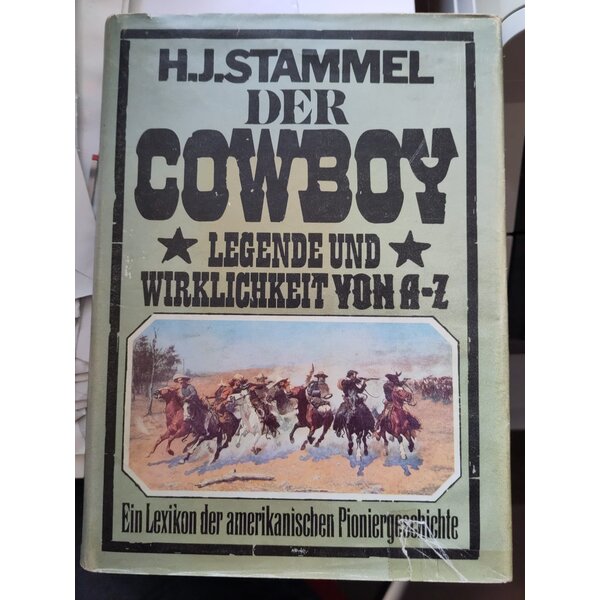 H.J.STAMMEL
DER
COWBOY
LEGENDE UND
WIRKLICHKEIT VON A-Z
Ein Lexikon der amerikanischen Pioniergeschichte